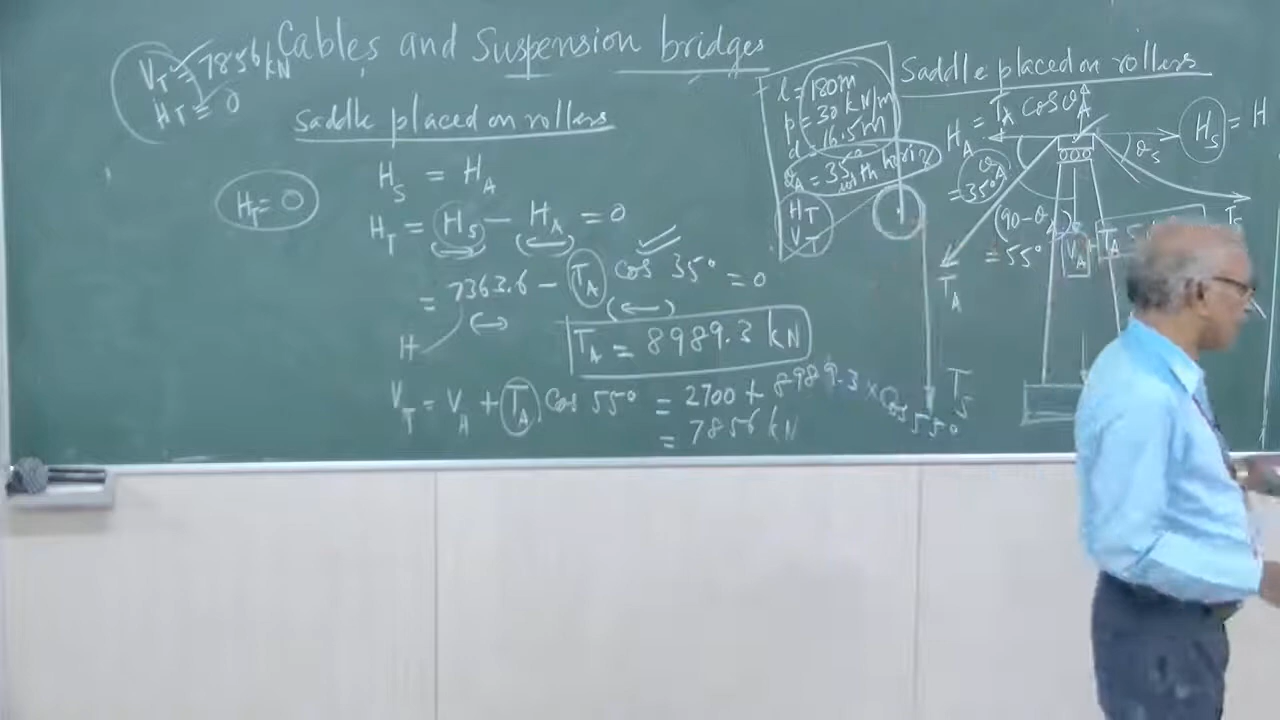 Cables and Suspension bridges
V_T = 7856 kN
H_T = 0
saddle placed on rollers
H_T = 0
H_S = H_A
H_T = H_S - H_A = 0
= 7363.6 - T_A cos 35° = 0
H
T_A = 8989.3 kN
V_T = V_A + T_A Cos 55° = 2700 + 8989.3 × Cos 55°
= 7856 kN
l = 180m
p = 30 kN/m
d = 16.5m
θ_A = 35° with horiz
H_T
V_T
T_S
Saddle placed on rollers
H_A = T_A cos θ_A
H_S = H
θ_S
θ_A
= 35°
(90-θ_A)
= 55°
T_A
V_A
T_A
T_S